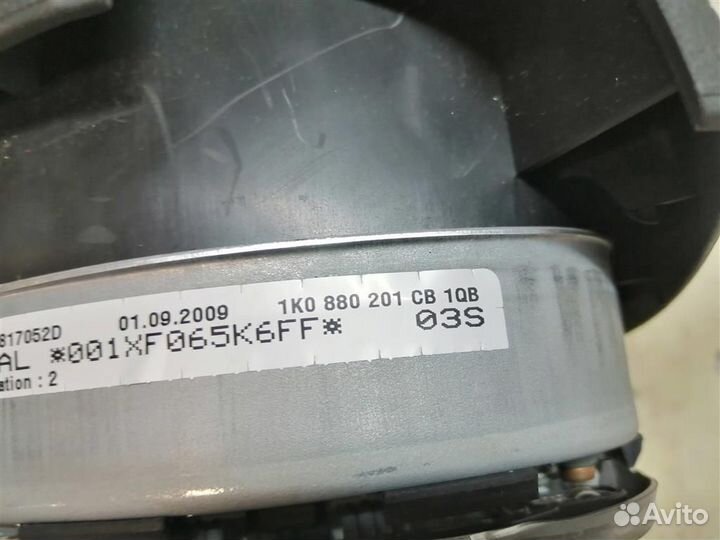 817052D 01.09.2009 1K0 880 201 CB 1QB
AL *001XF065K6FF* 03S
ation : 2
Avito